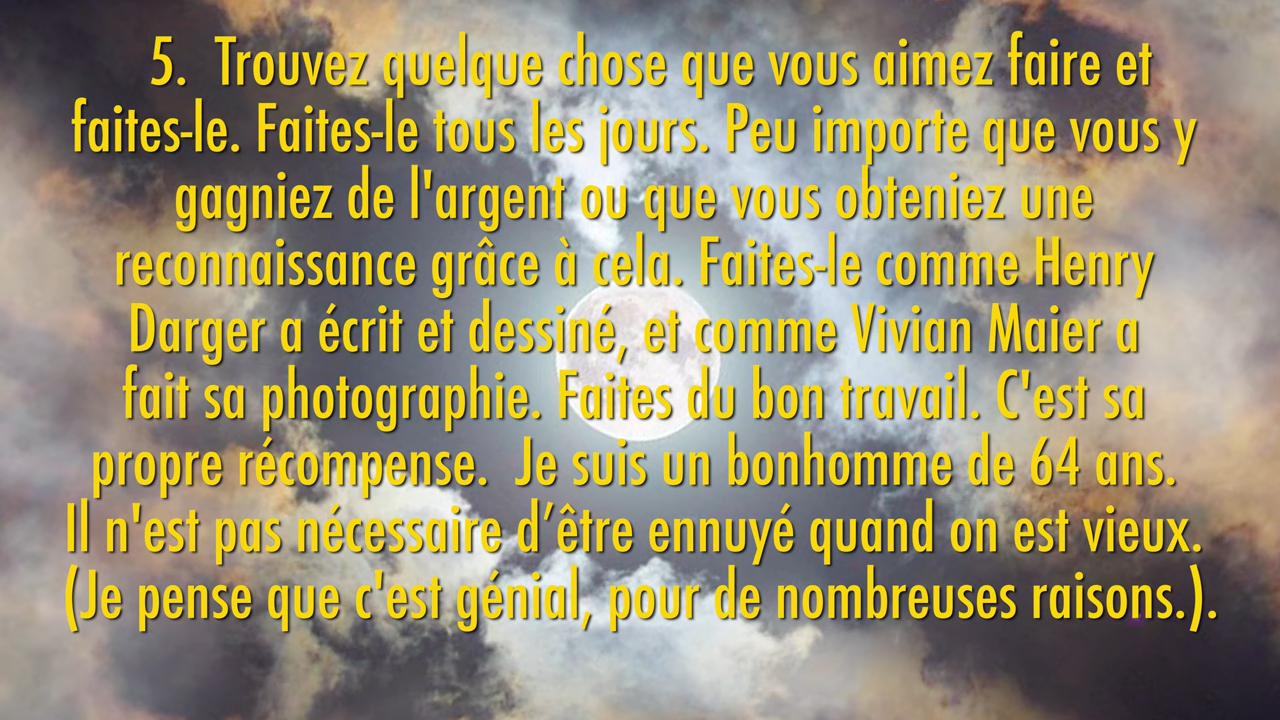 5.  Trouvez quelque chose que vous aimez faire et
faites-le. Faites-le tous les jours. Peu importe que vous y
gagniez de l'argent ou que vous obteniez une
reconnaissance grâce à cela. Faites-le comme Henry
Darger a écrit et dessiné, et comme Vivian Maier a
fait sa photographie. Faites du bon travail. C'est sa
propre récompense.  Je suis un bonhomme de 64 ans.
Il n'est pas nécessaire d’être ennuyé quand on est vieux.
(Je pense que c'est génial, pour de nombreuses raisons.).